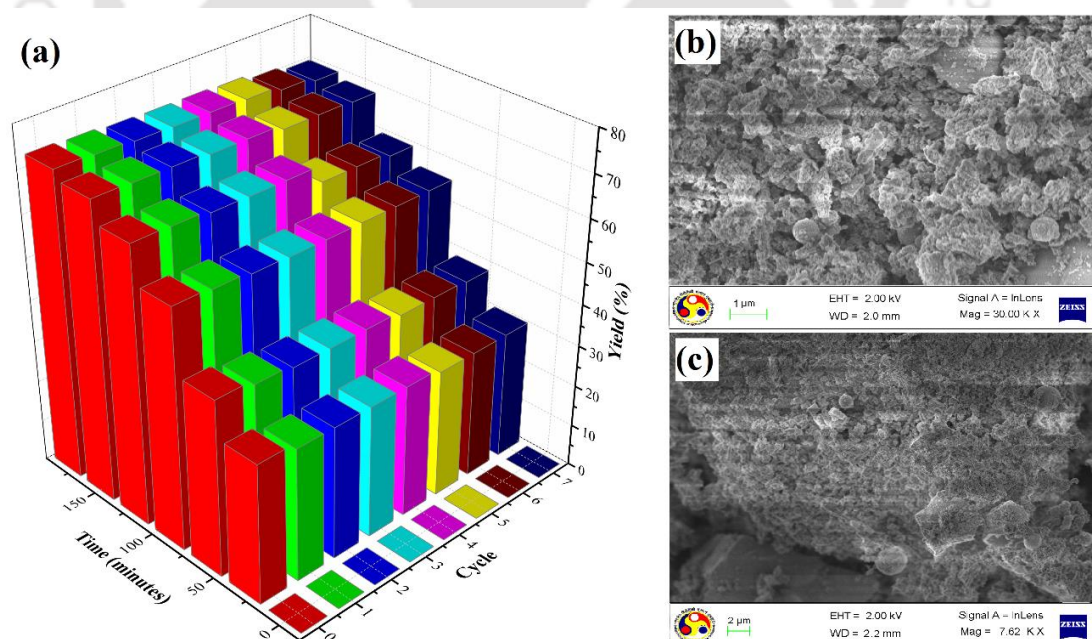 (a)
80
70
60
50
40
30
20
10
0
Yield (%)
150
100
50
0
Time (minutes)
0
1
2
3
4
5
6
7
Cycle
(b)
1 µm
EHT = 2.00 kV
WD = 2.0 mm
Signal A = InLens
Mag = 30.00 K X
ZEISS
(c)
2 µm
EHT = 2.00 kV
WD = 2.2 mm
Signal A = InLens
Mag = 7.62 K X
ZEISS